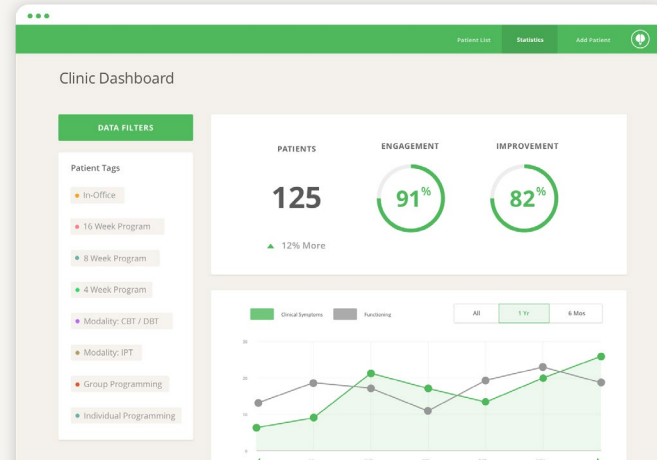 Patient List
Statistics
Add Patient
Clinic Dashboard
DATA FILTERS
Patient Tags
In-Office
16 Week Program
8 Week Program
4 Week Program
Modality: CBT / DBT
Modality: IPT
Group Programming
Individual Programming
PATIENTS
125
12% More
ENGAGEMENT
91%
IMPROVEMENT
82%
Clinical Symptoms
Functioning
All
1 Yr
6 Mos
30
20
10
0